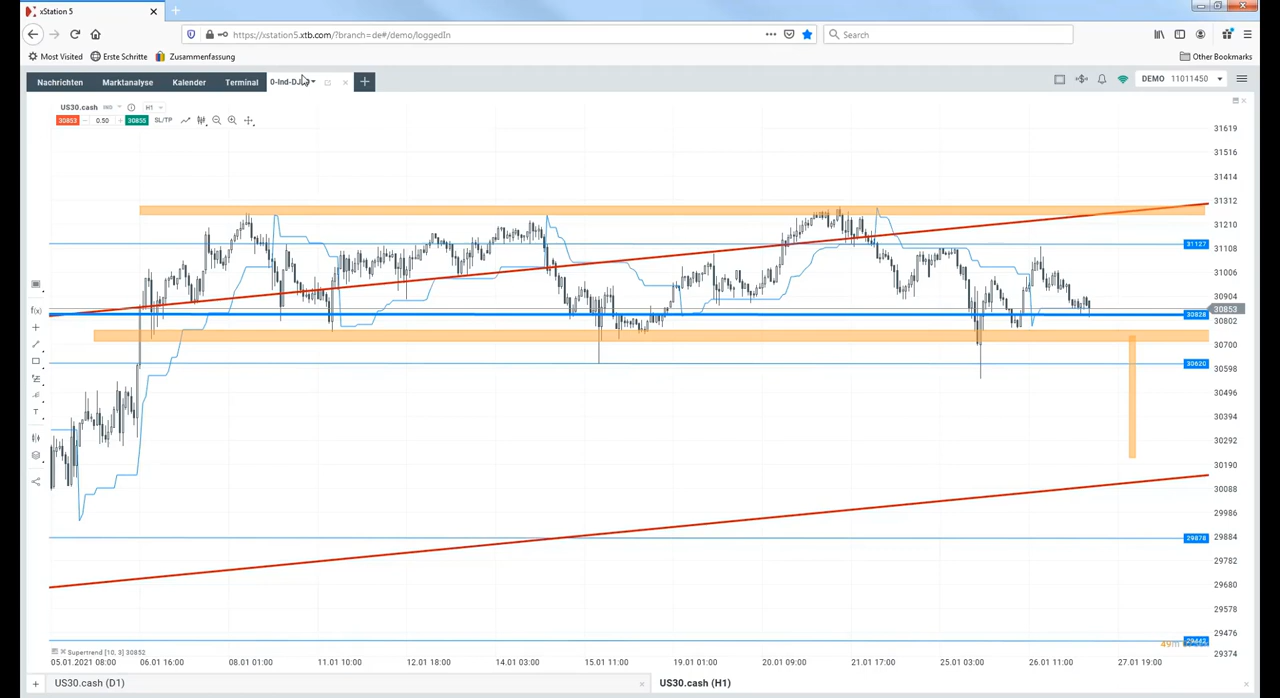 xStation 5
https://xstation5.xtb.com/?branch=de#/demo/loggedIn
Search
Most Visited Erste Schritte Zusammenfassung Other Bookmarks
Nachrichten Marktanalyse Kalender Terminal DEMO 11011450
US30.cash IND H1
30853 0.50 30855 SL/TP
31619
31516
31414
31312
31210
31127
31108
31006
30904
30853
30828
30802
30700
30620
30598
30496
30394
30292
30190
30088
29986
29884
29878
29782
29680
29578
29476
29442
29374
Supertrend [10, 3] 30852
05.01.2021 08:00 06.01 16:00 08.01 01:00 11.01 10:00 12.01 18:00 14.01 03:00 15.01 11:00 19.01 01:00 20.01 09:00 21.01 17:00 25.01 03:00 26.01 11:00 27.01 19:00
US30.cash (D1) US30.cash (H1)